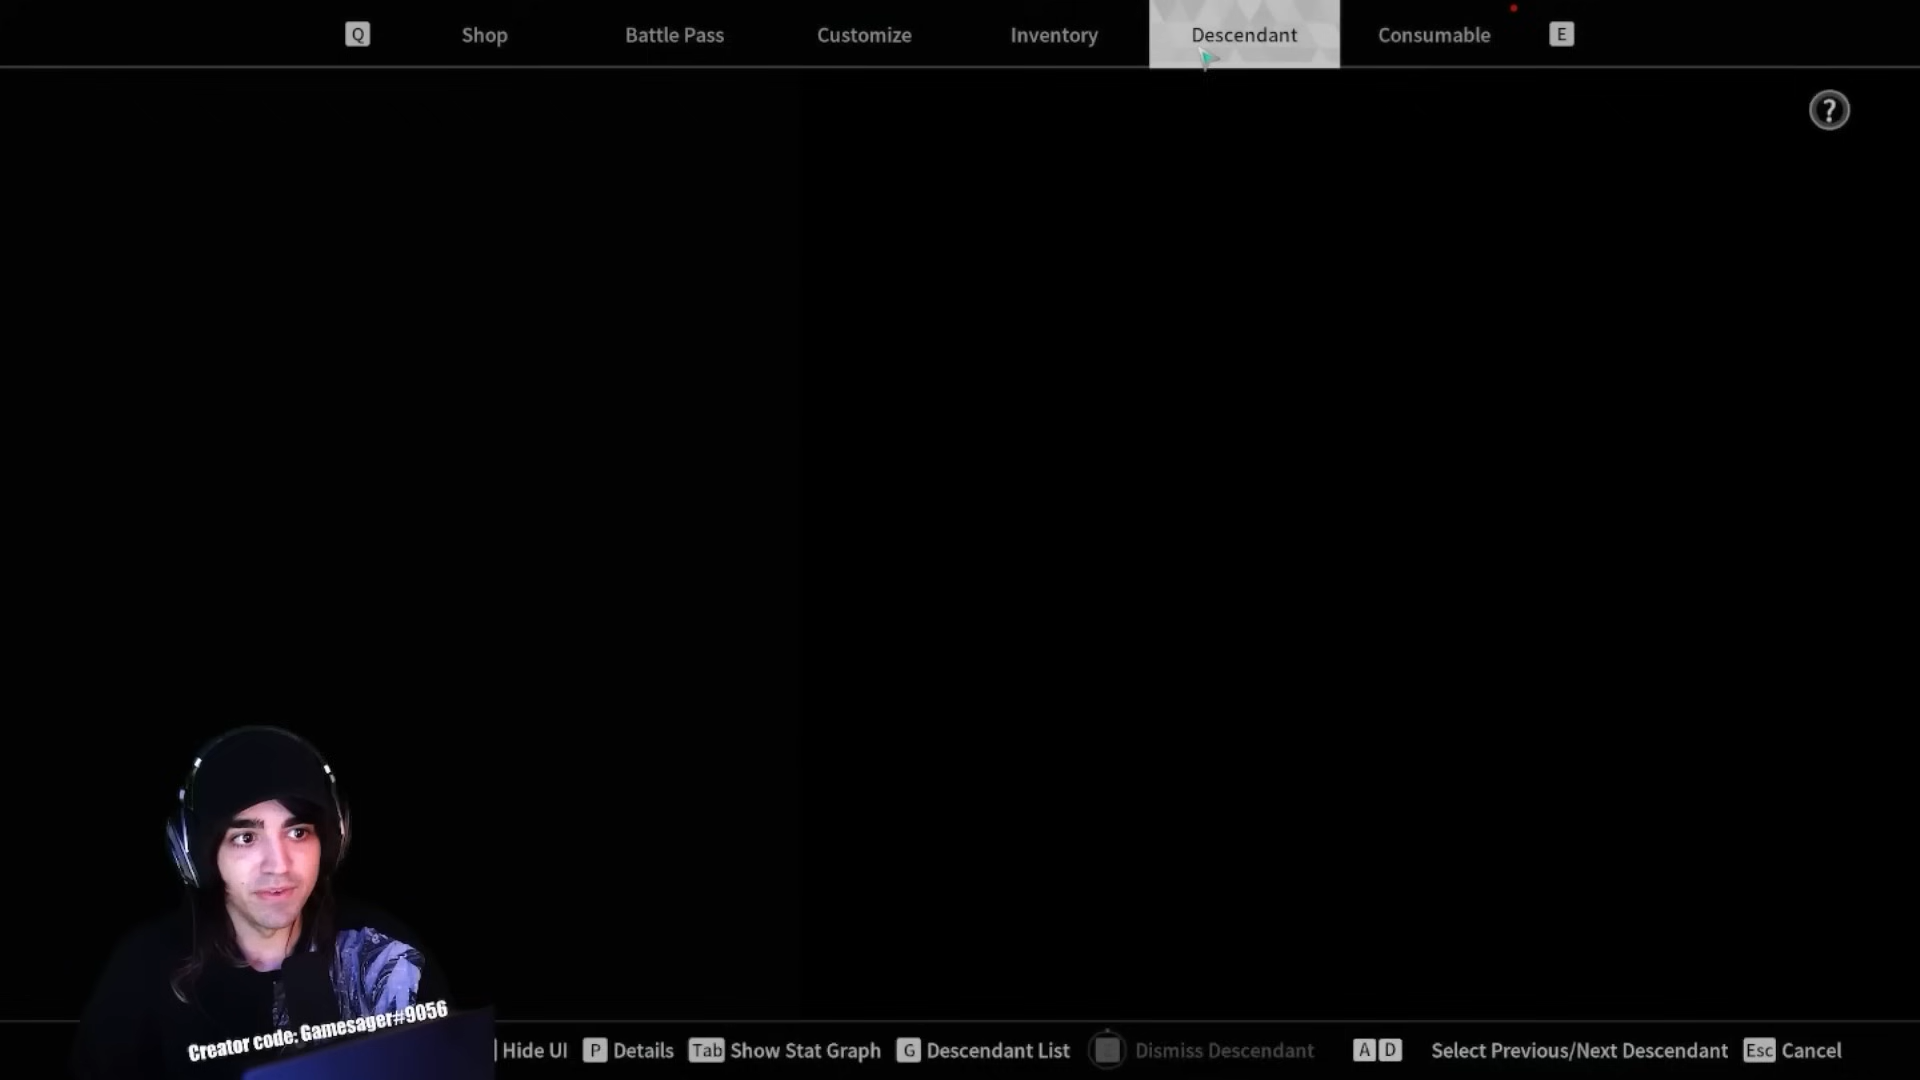 Q Shop Battle Pass Customize Inventory Descendant Consumable E
?
Creator code: Gamesager#9056
Hide UI P Details Tab Show Stat Graph G Descendant List Dismiss Descendant A D Select Previous/Next Descendant Esc Cancel